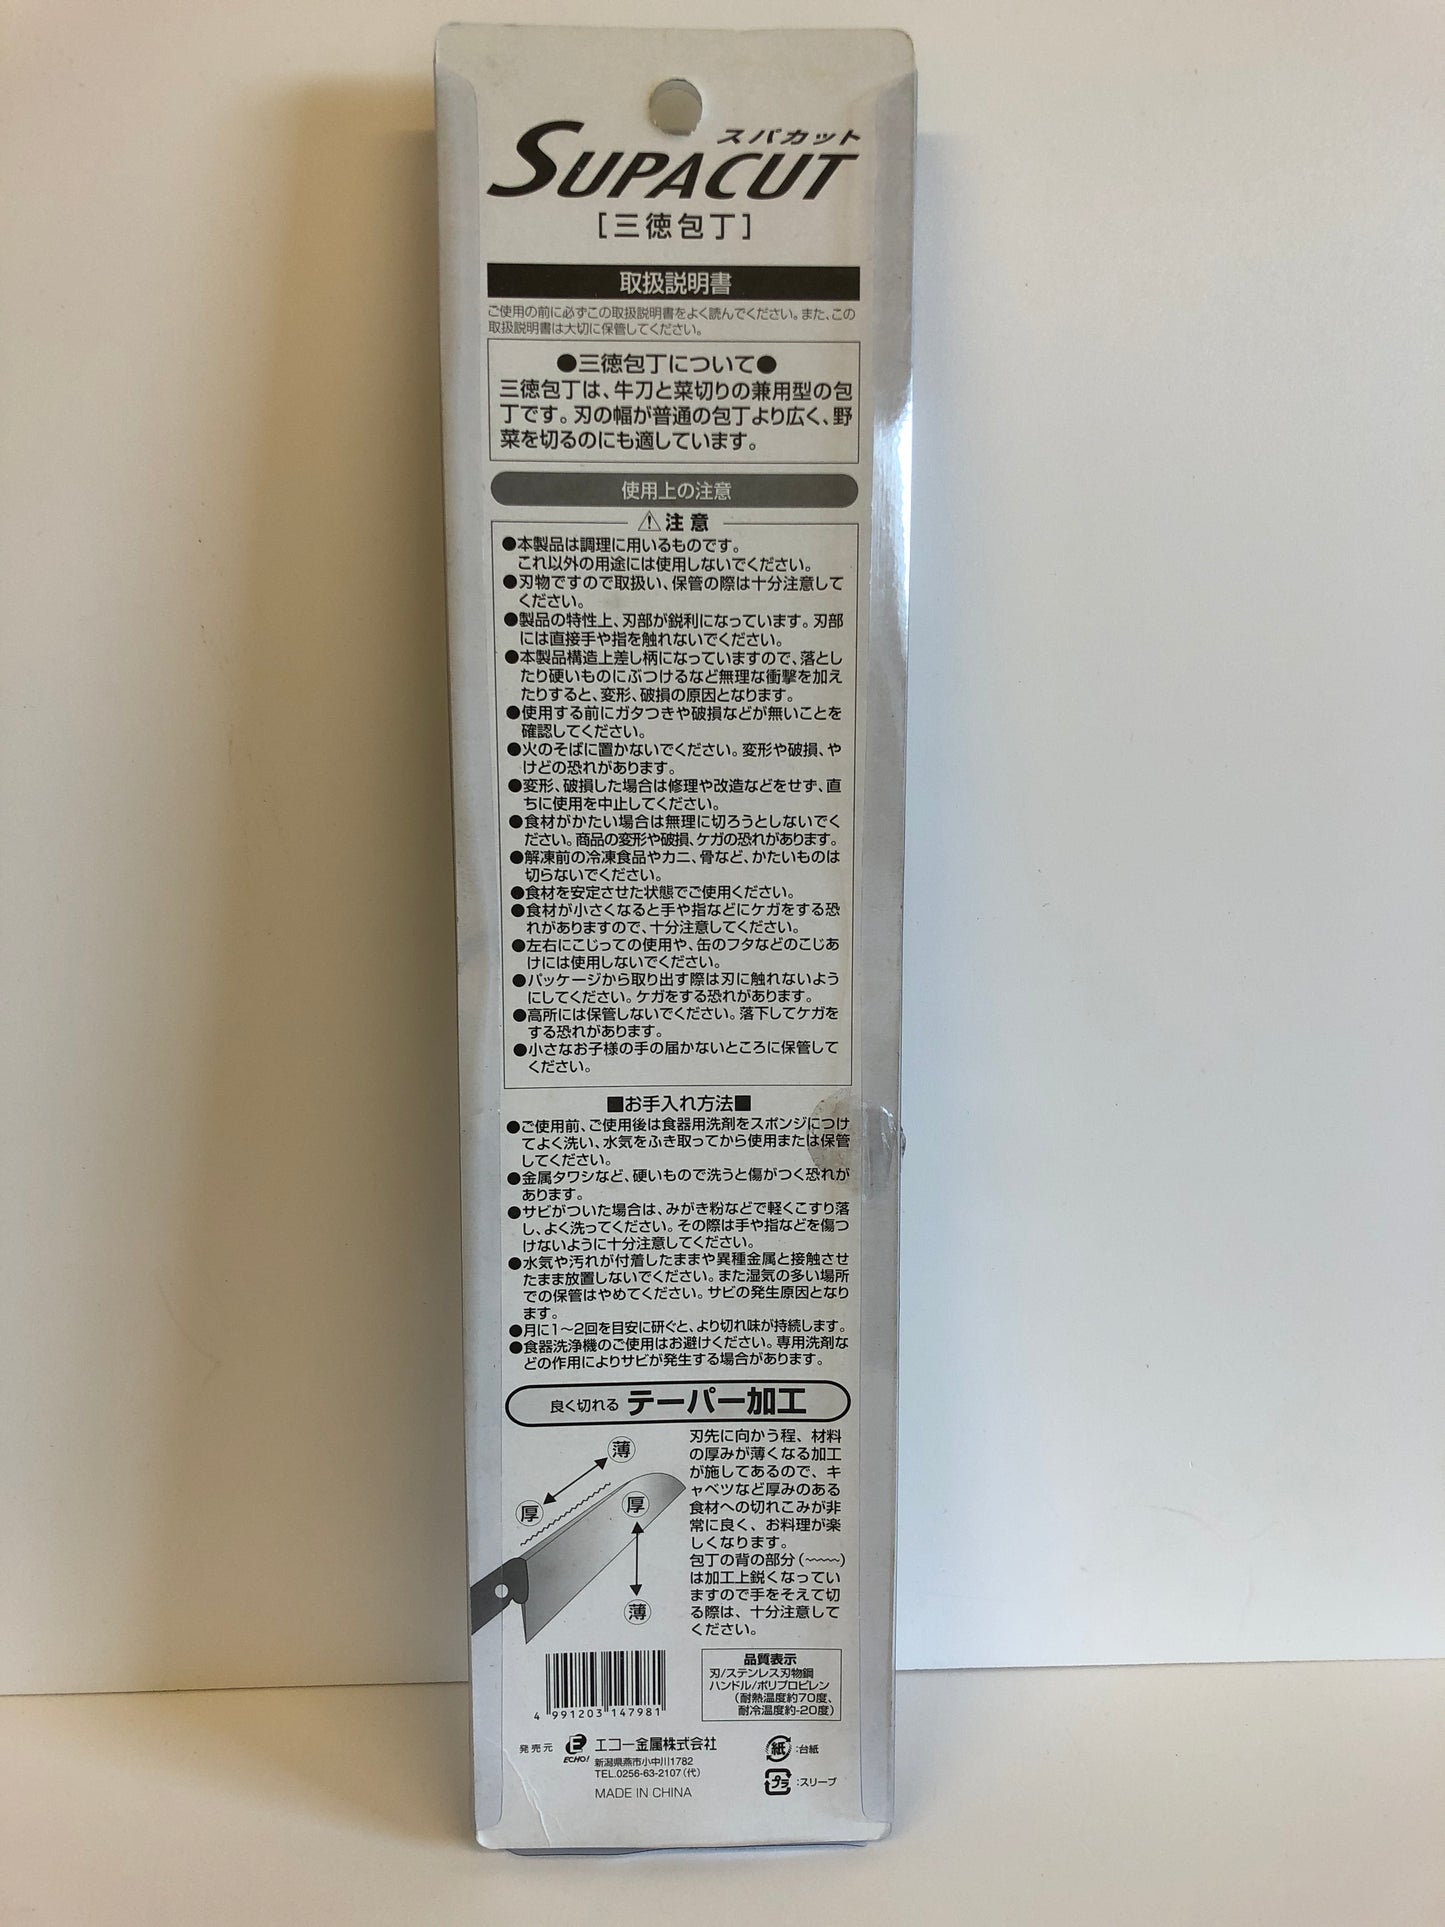 スパカット
SUPACUT
[三徳包丁]
取扱説明書
ご使用の前に必ずこの取扱説明書をよく読んでください。また、この
取扱説明書は大切に保管してください。
●三徳包丁について●
三徳包丁は、牛刀と菜切りの兼用型の包
丁です。刃の幅が普通の包丁より広く、野
菜を切るのにも適しています。
使用上の注意
⚠注意
●本製品は調理に用いるものです。
これ以外の用途には使用しないでください。
●刃物ですので取扱い、保管の際は十分注意して
ください。
●製品の特性上、刃部が鋭利になっています。刃部
には直接手や指を触れないでください。
●本製品構造上差し柄になっていますので、落とし
たり硬いものにぶつけるなど無理な衝撃を加え
たりすると、変形、破損の原因となります。
●使用する前にガタつきや破損などが無いことを
確認してください。
●火のそばに置かないでください。変形や破損、や
けどの恐れがあります。
●変形、破損した場合は修理や改造などをせず、直
ちに使用を中止してください。
●食材がかたい場合は無理に切ろうとしないでく
ださい。商品の変形や破損、ケガの恐れがあります。
●解凍前の冷凍食品やカニ、骨など、かたいものは
切らないでください。
●食材を安定させた状態でご使用ください。
●食材が小さくなると手や指などにケガをする恐
れがありますので、十分注意してください。
●左右にこじっての使用や、缶のフタなどのこじあ
けには使用しないでください。
●パッケージから取り出す際は刃に触れないよう
にしてください。ケガをする恐れがあります。
●高所には保管しないでください。落下してケガを
する恐れがあります。
●小さなお子様の手の届かないところに保管して
ください。
■お手入れ方法■
●ご使用前、ご使用後は食器用洗剤をスポンジにつけ
てよく洗い、水気をふき取ってから使用または保管
してください。
●金属タワシなど、硬いもので洗うと傷がつく恐れが
あります。
●サビがついた場合は、みがき粉などで軽くこすり落
し、よく洗ってください。その際は手や指などを傷つ
けないように十分注意してください。
●水気や汚れが付着したままや異種金属と接触させ
たまま放置しないでください。また湿気の多い場所
での保管はやめてください。サビの発生原因となり
ます。
●月に1〜2回を目安に研ぐと、より切れ味が持続します。
●食器洗浄機のご使用はお避けください。専用洗剤な
どの作用によりサビが発生する場合があります。
良く切れる テーパー加工
薄
厚
厚
薄
刃先に向かう程、材料
の厚みが薄くなる加工
が施してあるので、キ
ャベツなど厚みのある
食材への切れこみが非
常に良く、お料理が楽
しくなります。
包丁の背の部分(〜〜〜)
は加工上鋭くなってい
ますので手をそえて切
る際は、十分注意して
ください。
4 991203 147981
品質表示
刃/ステンレス刃物鋼
ハンドル/ポリプロピレン
(耐熱温度約70度、
耐冷温度約-20度)
発売元 ECHO! エコー金属株式会社
新潟県燕市小中川1782
TEL.0256-63-2107(代)
MADE IN CHINA
紙 :台紙
プラ :スリーブ